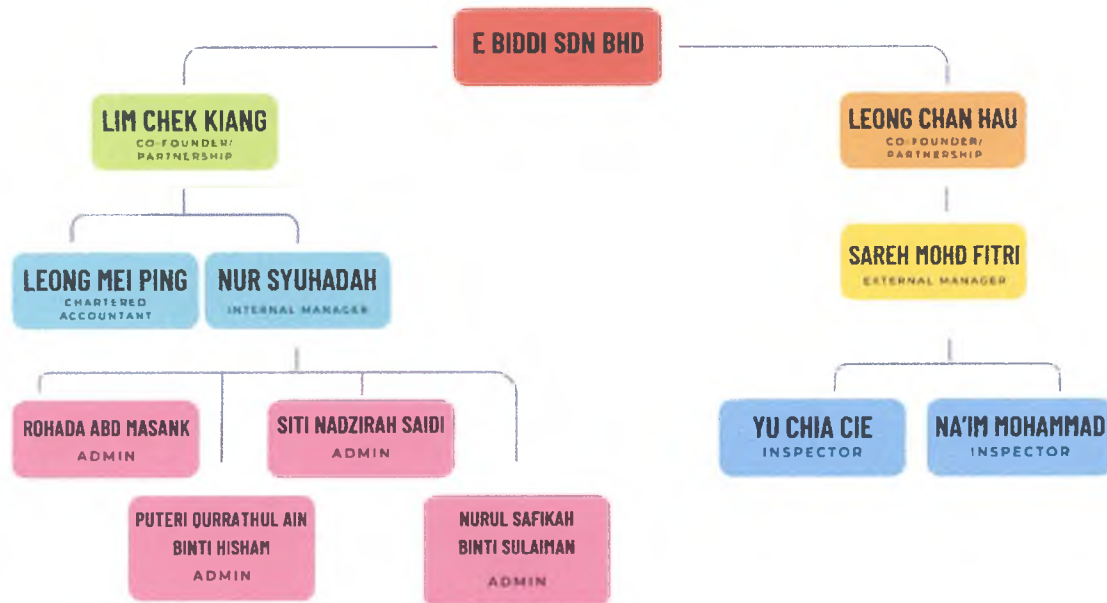 E BIDDI SDN BHD
LIM CHEK KIANG
CO-FOUNDER/
PARTNERSHIP
LEONG CHAN HAU
CO-FOUNDER/
PARTNERSHIP
LEONG MEI PING
CHARTERED
ACCOUNTANT
NUR SYUHADAH
INTERNAL MANAGER
SAREH MOHD FITRI
EXTERNAL MANAGER
ROHADA ABD MASANK
ADMIN
SITI NADZIRAH SAIDI
ADMIN
YU CHIA CIE
INSPECTOR
NA'IM MOHAMMAD
INSPECTOR
PUTERI QURRATHUL AIN
BINTI HISHAM
ADMIN
NURUL SAFIKAH
BINTI SULAIMAN
ADMIN